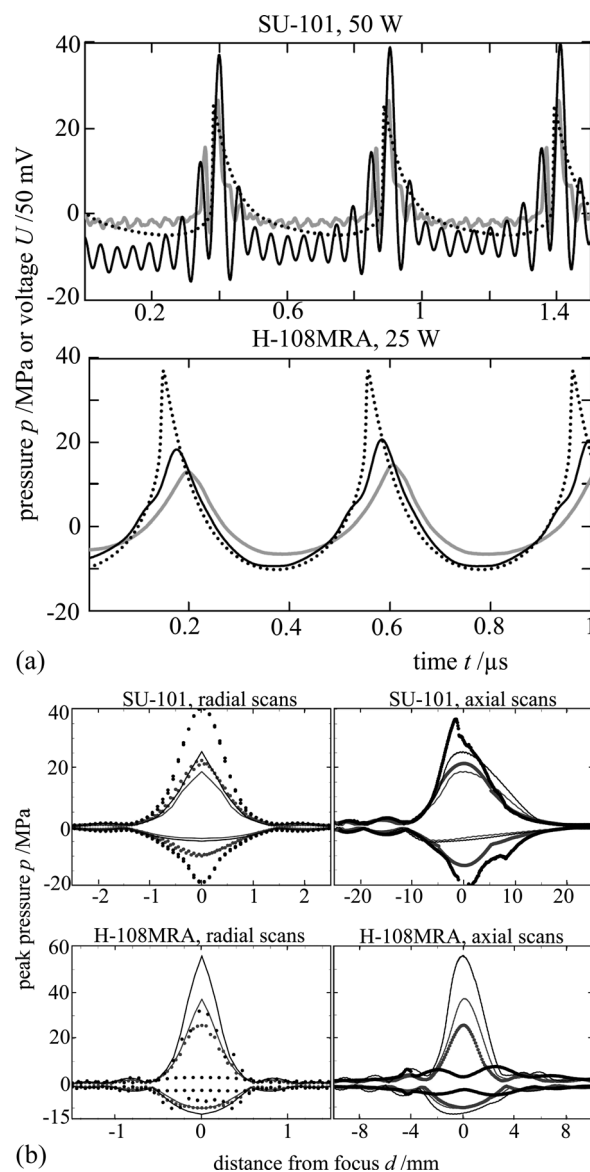 SU-101, 50 W
40
20
0
-20
0.2 0.6 1 1.4
H-108MRA, 25 W
40
20
0
-20
0.2 0.4 0.6 0.8 1
pressure p /MPa or voltage U /50 mV
(a) time t /μs
SU-101, radial scans SU-101, axial scans
40
20
0
-20
-2 -1 0 1 2 -20 -10 0 10 20
H-108MRA, radial scans H-108MRA, axial scans
60
40
20
0
-15
-1 0 1 -8 -4 0 4 8
peak pressure p /MPa
(b) distance from focus d /mm